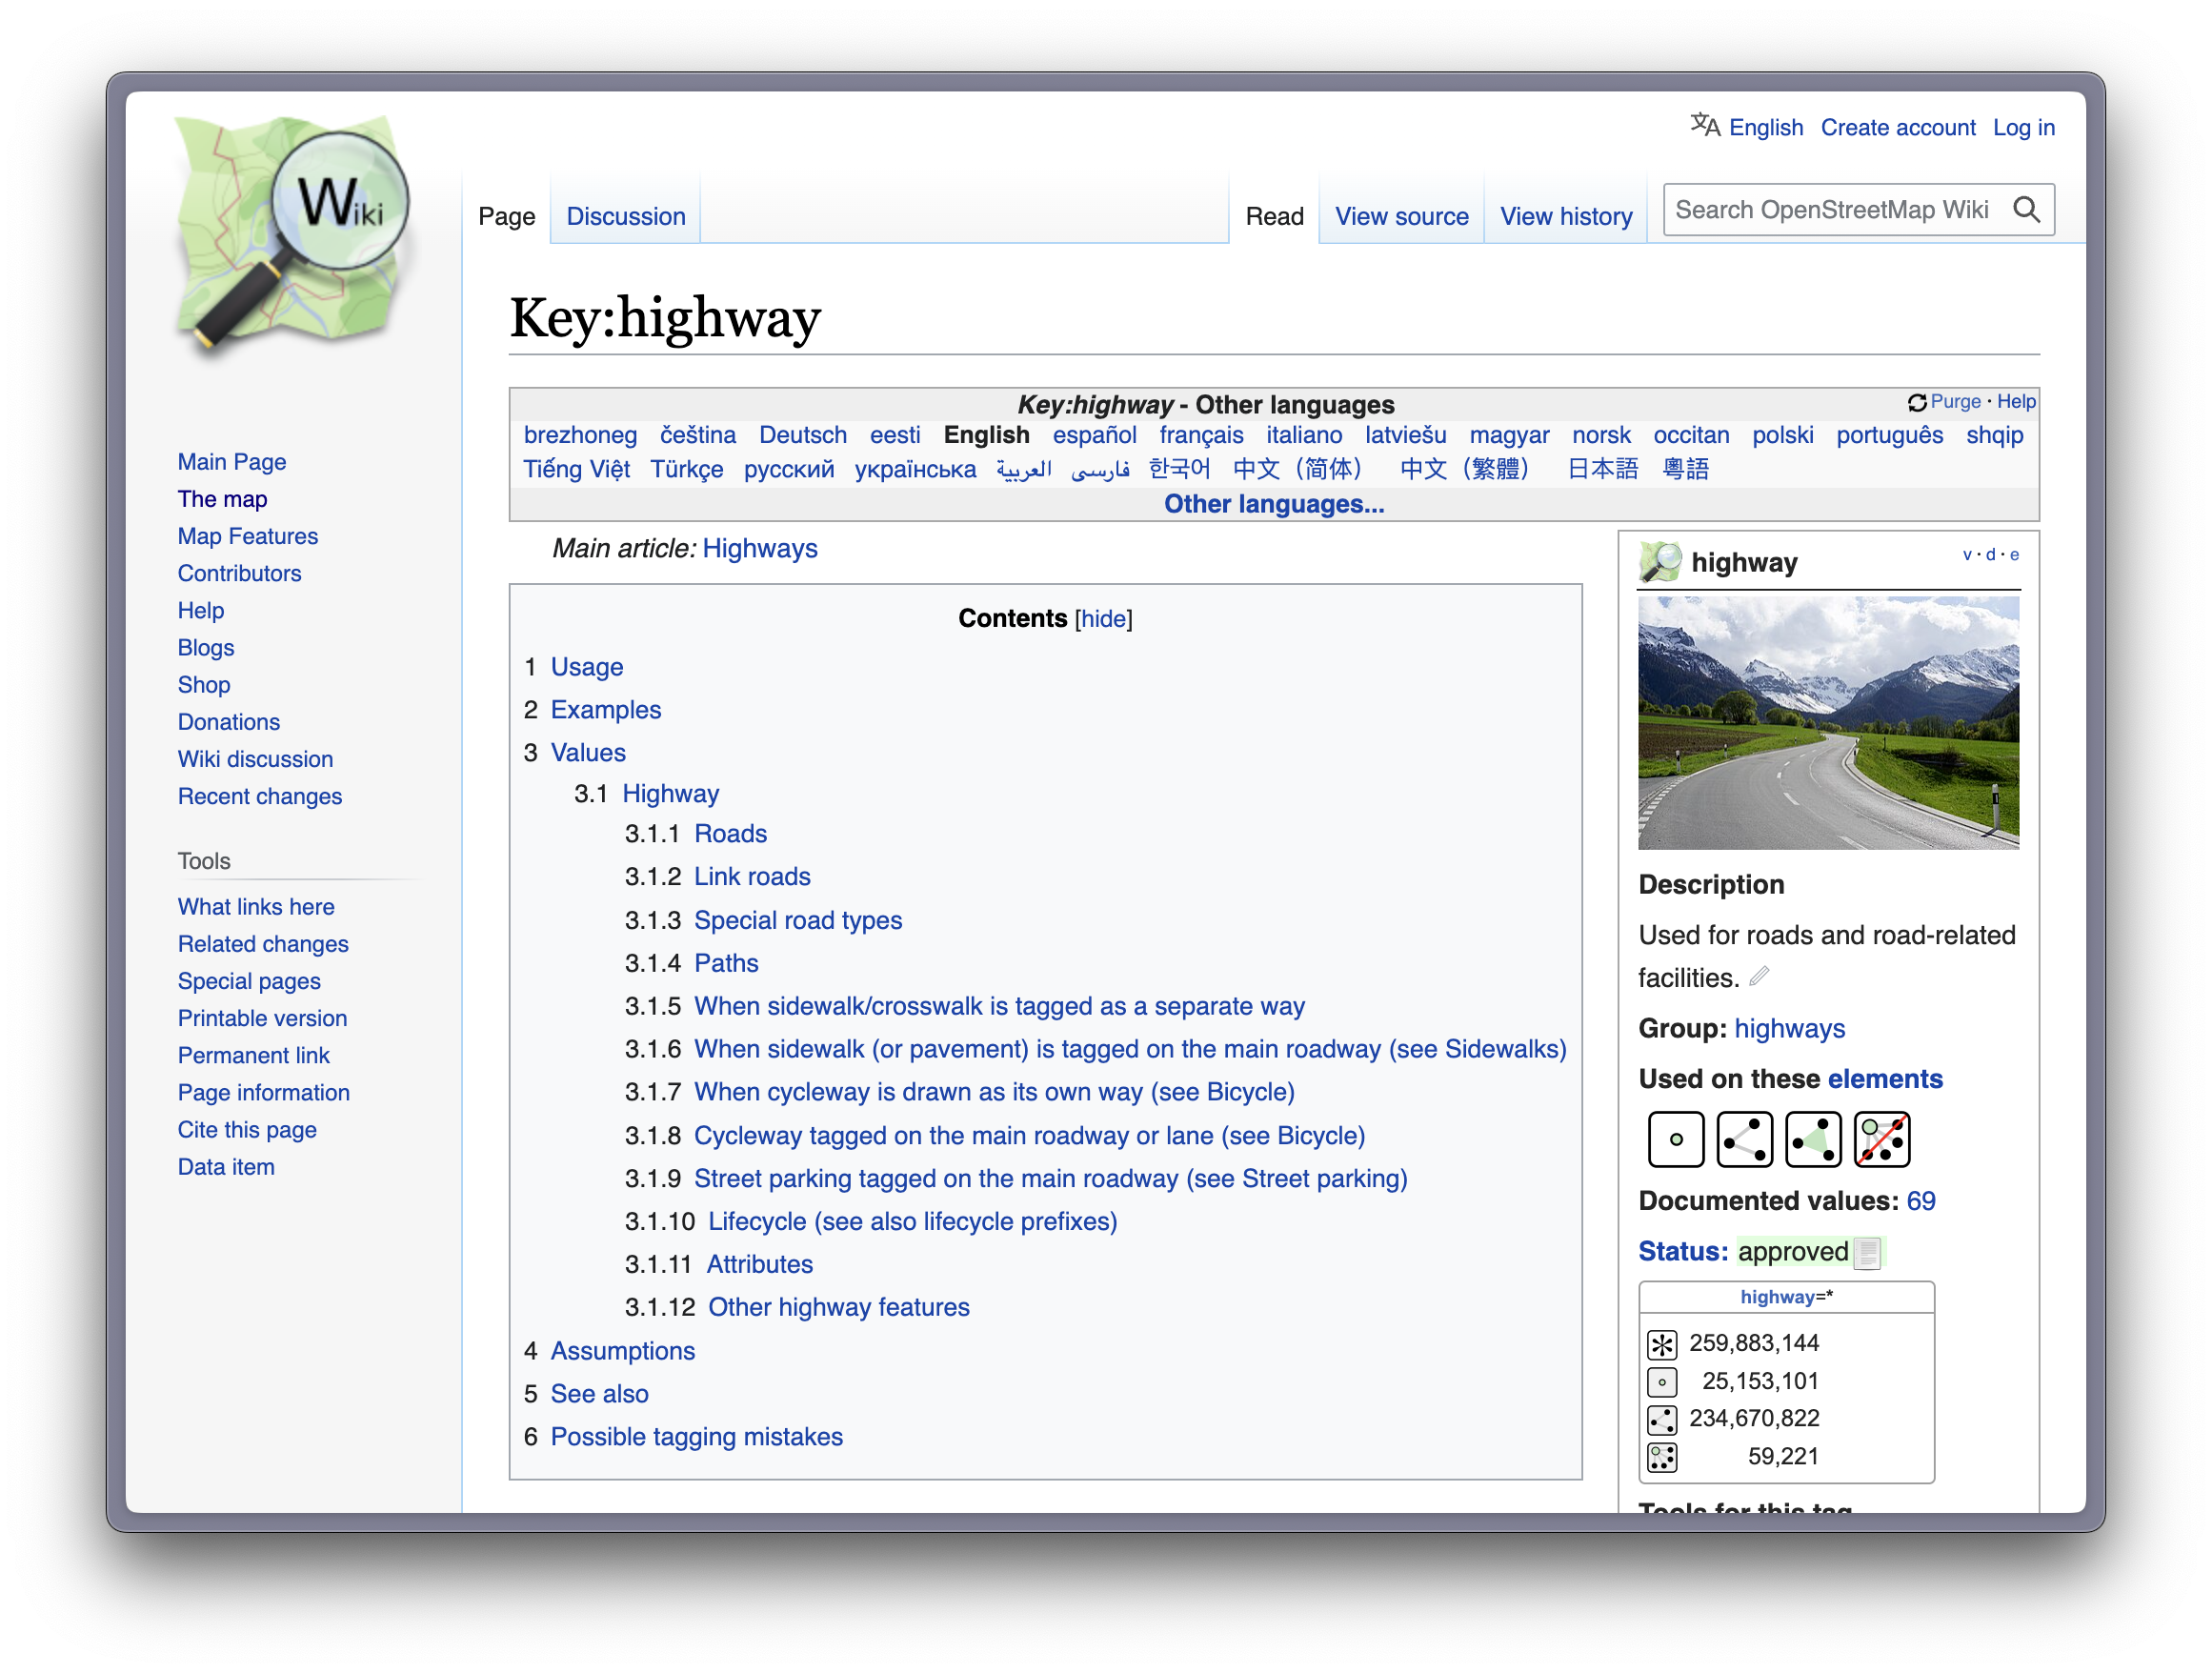 Wiki
English Create account Log in
Page Discussion Read View source View history Search OpenStreetMap Wiki
Key:highway
Key:highway - Other languages Purge · Help
brezhoneg čeština Deutsch eesti English español français italiano latviešu magyar norsk occitan polski português shqip
Tiếng Việt Türkçe русский українська العربية فارسی 한국어 中文（简体） 中文（繁體） 日本語 粵語
Other languages...
Main Page
The map
Map Features
Contributors
Help
Blogs
Shop
Donations
Wiki discussion
Recent changes
Tools
What links here
Related changes
Special pages
Printable version
Permanent link
Page information
Cite this page
Data item
Main article: Highways
Contents [hide]
1 Usage
2 Examples
3 Values
3.1 Highway
3.1.1 Roads
3.1.2 Link roads
3.1.3 Special road types
3.1.4 Paths
3.1.5 When sidewalk/crosswalk is tagged as a separate way
3.1.6 When sidewalk (or pavement) is tagged on the main roadway (see Sidewalks)
3.1.7 When cycleway is drawn as its own way (see Bicycle)
3.1.8 Cycleway tagged on the main roadway or lane (see Bicycle)
3.1.9 Street parking tagged on the main roadway (see Street parking)
3.1.10 Lifecycle (see also lifecycle prefixes)
3.1.11 Attributes
3.1.12 Other highway features
4 Assumptions
5 See also
6 Possible tagging mistakes
highway v · d · e
Description
Used for roads and road-related
facilities.
Group: highways
Used on these elements
Documented values: 69
Status: approved
highway=*
259,883,144
25,153,101
234,670,822
59,221
Tools for this tag